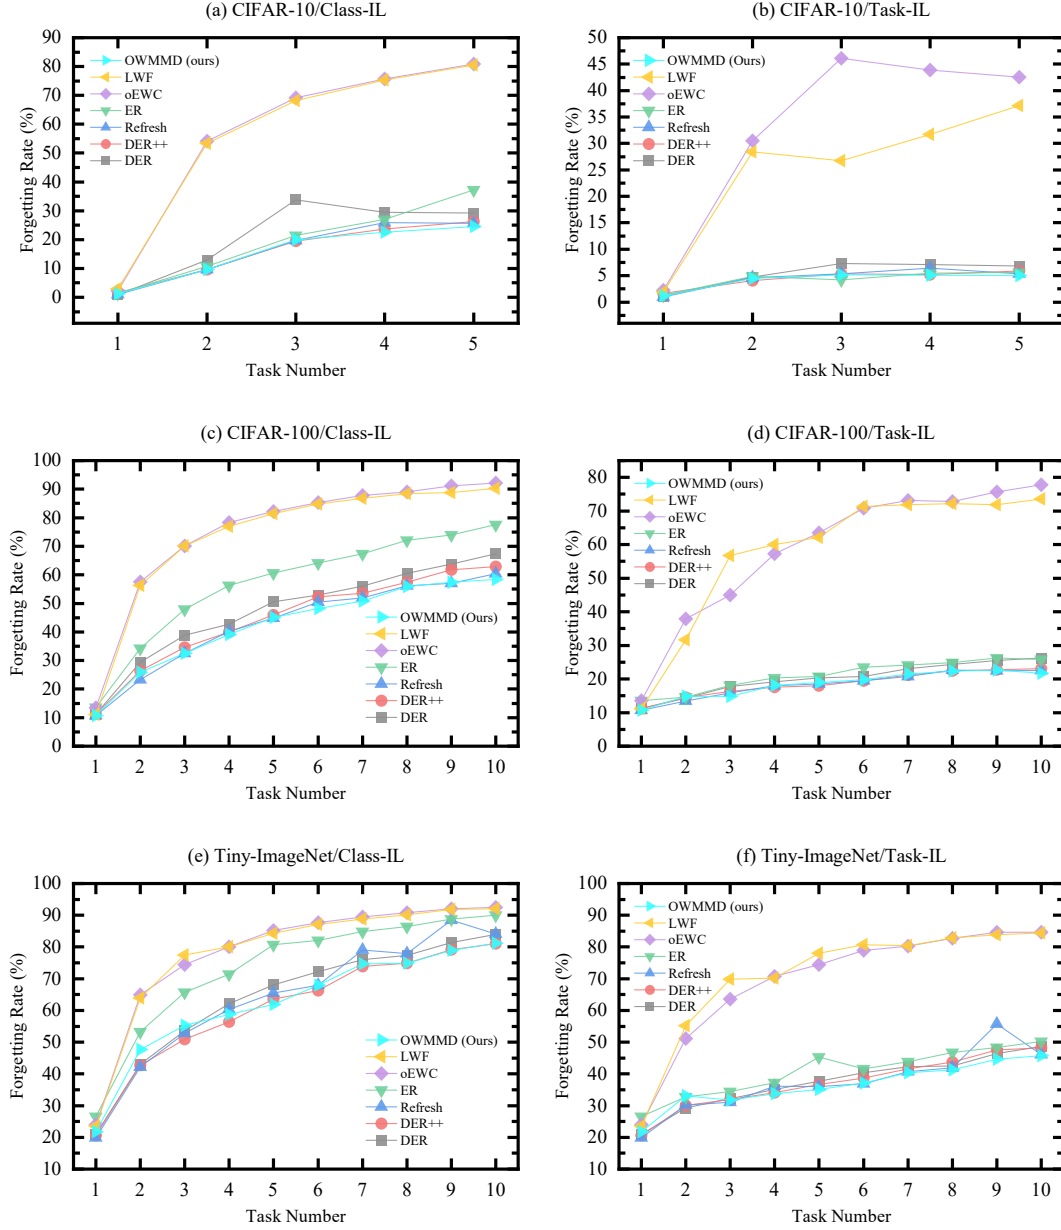 (a) CIFAR-10/Class-IL
90
80
70
60
50
40
30
20
10
0
Forgetting Rate (%)
OWMMD (ours)
LWF
oEWC
ER
Refresh
DER++
DER
1 2 3 4 5
Task Number
(b) CIFAR-10/Task-IL
50
45
40
35
30
25
20
15
10
5
0
Forgetting Rate (%)
OWMMD (ours)
LWF
oEWC
ER
Refresh
DER++
DER
1 2 3 4 5
Task Number
(c) CIFAR-100/Class-IL
100
90
80
70
60
50
40
30
20
10
0
Forgetting Rate (%)
OWMMD (Ours)
LWF
oEWC
ER
Refresh
DER++
DER
1 2 3 4 5 6 7 8 9 10
Task Number
(d) CIFAR-100/Task-IL
80
70
60
50
40
30
20
10
0
Forgetting Rate (%)
OWMMD (ours)
LWF
oEWC
ER
Refresh
DER++
DER
1 2 3 4 5 6 7 8 9 10
Task Number
(e) Tiny-ImageNet/Class-IL
100
90
80
70
60
50
40
30
20
10
Forgetting Rate (%)
OWMMD (Ours)
LWF
oEWC
ER
Refresh
DER++
DER
1 2 3 4 5 6 7 8 9 10
Task Number
(f) Tiny-ImageNet/Task-IL
100
90
80
70
60
50
40
30
20
10
Forgetting Rate (%)
OWMMD (ours)
LWF
oEWC
ER
Refresh
DER++
DER
1 2 3 4 5 6 7 8 9 10
Task Number